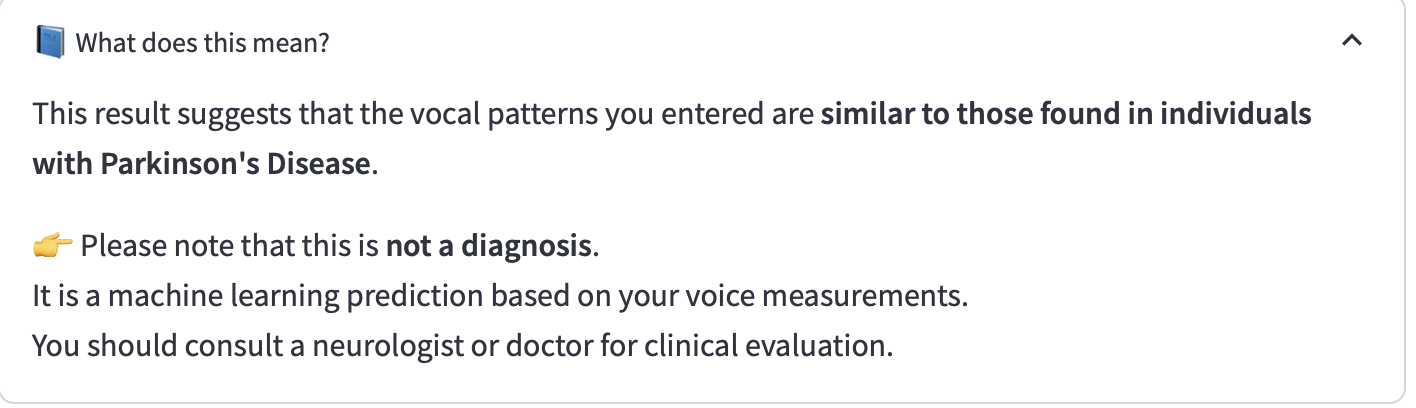 📘 What does this mean?
This result suggests that the vocal patterns you entered are similar to those found in individuals
with Parkinson's Disease.
👉 Please note that this is not a diagnosis.
It is a machine learning prediction based on your voice measurements.
You should consult a neurologist or doctor for clinical evaluation.